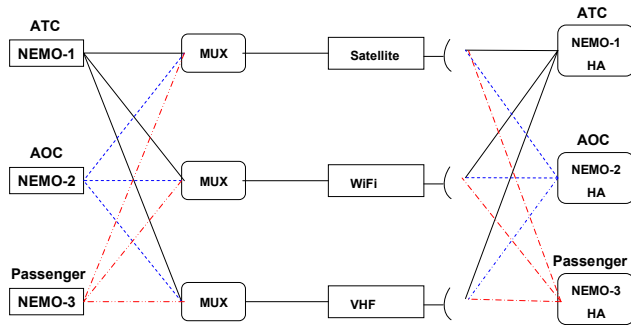 ATC
NEMO-1
MUX
Satellite
ATC
NEMO-1
HA
AOC
NEMO-2
MUX
WiFi
AOC
NEMO-2
HA
Passenger
NEMO-3
MUX
VHF
Passenger
NEMO-3
HA